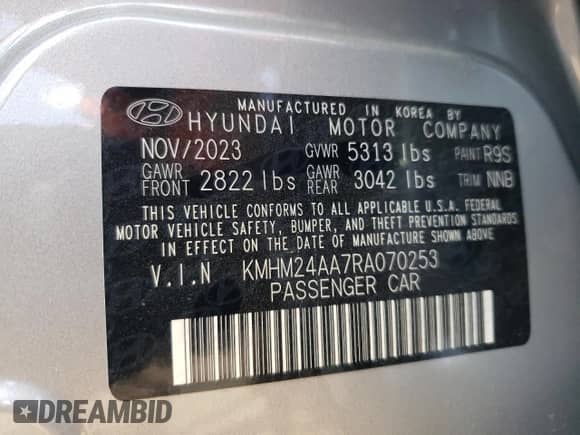 MANUFACTURED IN KOREA BY
HYUNDAI MOTOR COMPANY
NOV/2023 GVWR 5313 lbs PAINT R9S
GAWR FRONT 2822 lbs GAWR REAR 3042 lbs TRIM NNB
THIS VEHICLE CONFORMS TO ALL APPLICABLE U.S.A. FEDERAL
MOTOR VEHICLE SAFETY, BUMPER, AND THEFT PREVENTION STANDARDS
IN EFFECT ON THE DATE OF MANUFACTURE SHOWN ABOVE.
V.I.N KMHM24AA7RA070253
PASSENGER CAR
DREAMBID